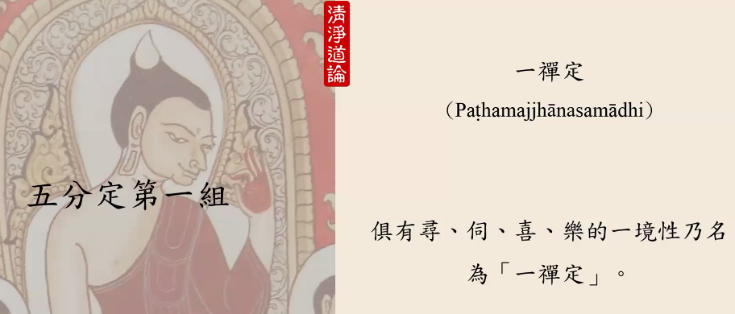 清淨道論
五分定第一組
一禪定
（Paṭhamajjhānasamādhi）
俱有尋、伺、喜、樂的一境性乃名
為「一禪定」。